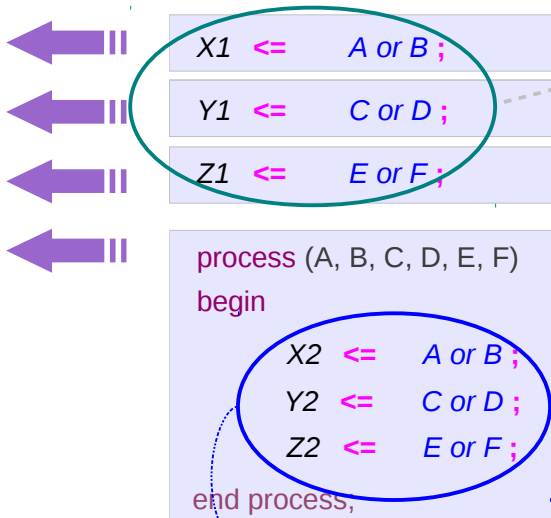 X1 <= A or B ;
Y1 <= C or D ;
Z1 <= E or F ;
process (A, B, C, D, E, F)
begin
X2 <= A or B ;
Y2 <= C or D ;
Z2 <= E or F ;
end process;